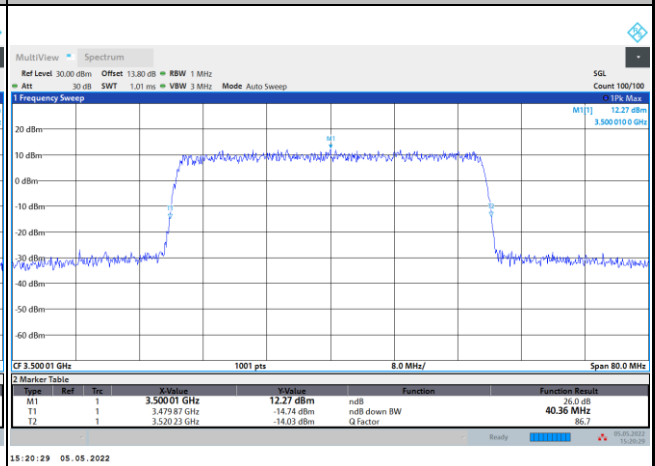 MultiView Spectrum
Ref Level 30.00 dBm Offset 13.80 dB RBW 1 MHz SGL
Att 30 dB SWT 1.01 ms VBW 3 MHz Mode Auto Sweep Count 100/100
1 Frequency Sweep 1Pk Max
M1[1] 12.27 dBm
3.500 010 0 GHz
M1
20 dBm
10 dBm
0 dBm
-10 dBm
-20 dBm
-30 dBm
-40 dBm
-50 dBm
-60 dBm
CF 3.500 01 GHz 1001 pts 8.0 MHz/ Span 80.0 MHz
2 Marker Table
Type Ref Trc X-Value Y-Value Function Function Result
M1 1 3.500 01 GHz 12.27 dBm ndB 26.0 dB
T1 1 3.479 87 GHz -14.74 dBm ndB down BW 40.36 MHz
T2 1 3.520 23 GHz -14.03 dBm Q Factor 86.7
Ready 05.05.2022
15:20:29
15:20:29 05.05.2022